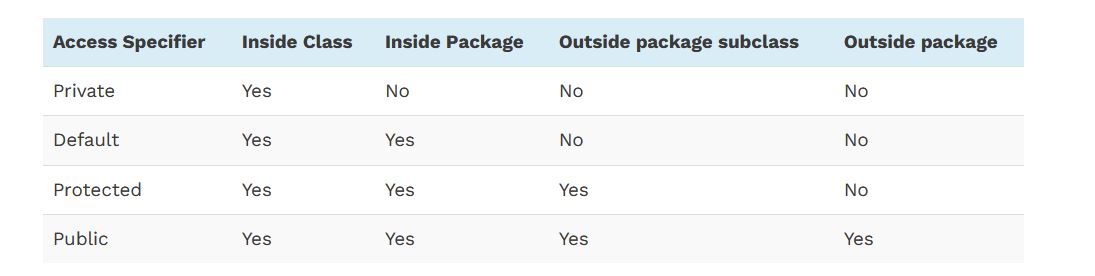 Access Specifier Inside Class Inside Package Outside package subclass Outside package
Private Yes No No No
Default Yes Yes No No
Protected Yes Yes Yes No
Public Yes Yes Yes Yes